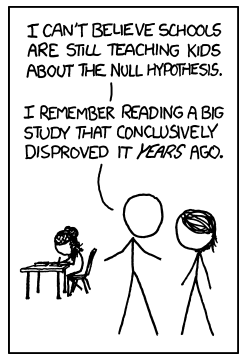 I CAN'T BELIEVE SCHOOLS
ARE STILL TEACHING KIDS
ABOUT THE NULL HYPOTHESIS.
I REMEMBER READING A BIG
STUDY THAT CONCLUSIVELY
DISPROVED IT YEARS AGO.